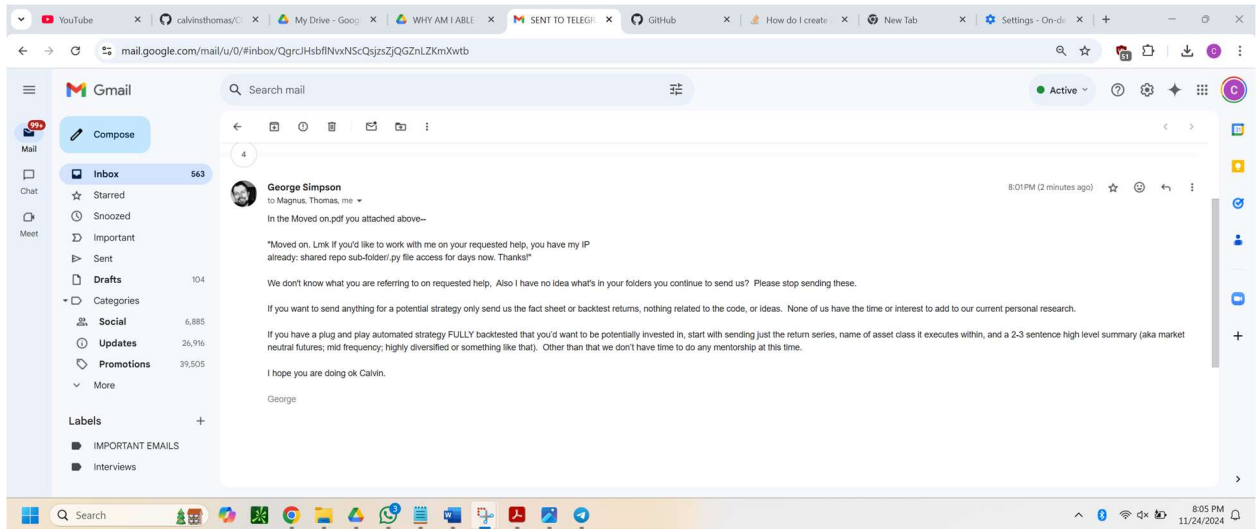 YouTube
calvinsthomas/C
My Drive - Goog
WHY AM I ABLE
SENT TO TELEGR
GitHub
How do I create
New Tab
Settings - On-de
mail.google.com/mail/u/0/#inbox/QgrcJHsbflNvxNScQsjzsZjQGZnLZKmXwtb
51
C
Gmail
Search mail
Active
C
99+
Mail
Chat
Meet
Compose
Inbox 563
Starred
Snoozed
Important
Sent
Drafts 104
Categories
Social 6,885
Updates 26,916
Promotions 39,505
More
Labels
IMPORTANT EMAILS
Interviews
4
George Simpson 8:01 PM (2 minutes ago)
to Magnus, Thomas, me
In the Moved on.pdf you attached above--
"Moved on. Lmk If you'd like to work with me on your requested help, you have my IP
already: shared repo sub-folder/.py file access for days now. Thanks!"
We don't know what you are referring to on requested help, Also I have no idea what's in your folders you continue to send us? Please stop sending these.
If you want to send anything for a potential strategy only send us the fact sheet or backtest returns, nothing related to the code, or ideas. None of us have the time or interest to add to our current personal research.
If you have a plug and play automated strategy FULLY backtested that you'd want to be potentially invested in, start with sending just the return series, name of asset class it executes within, and a 2-3 sentence high level summary (aka market
neutral futures; mid frequency; highly diversified or something like that). Other than that we don't have time to do any mentorship at this time.
I hope you are doing ok Calvin.
George
31
Search
3
8:05 PM
11/24/2024